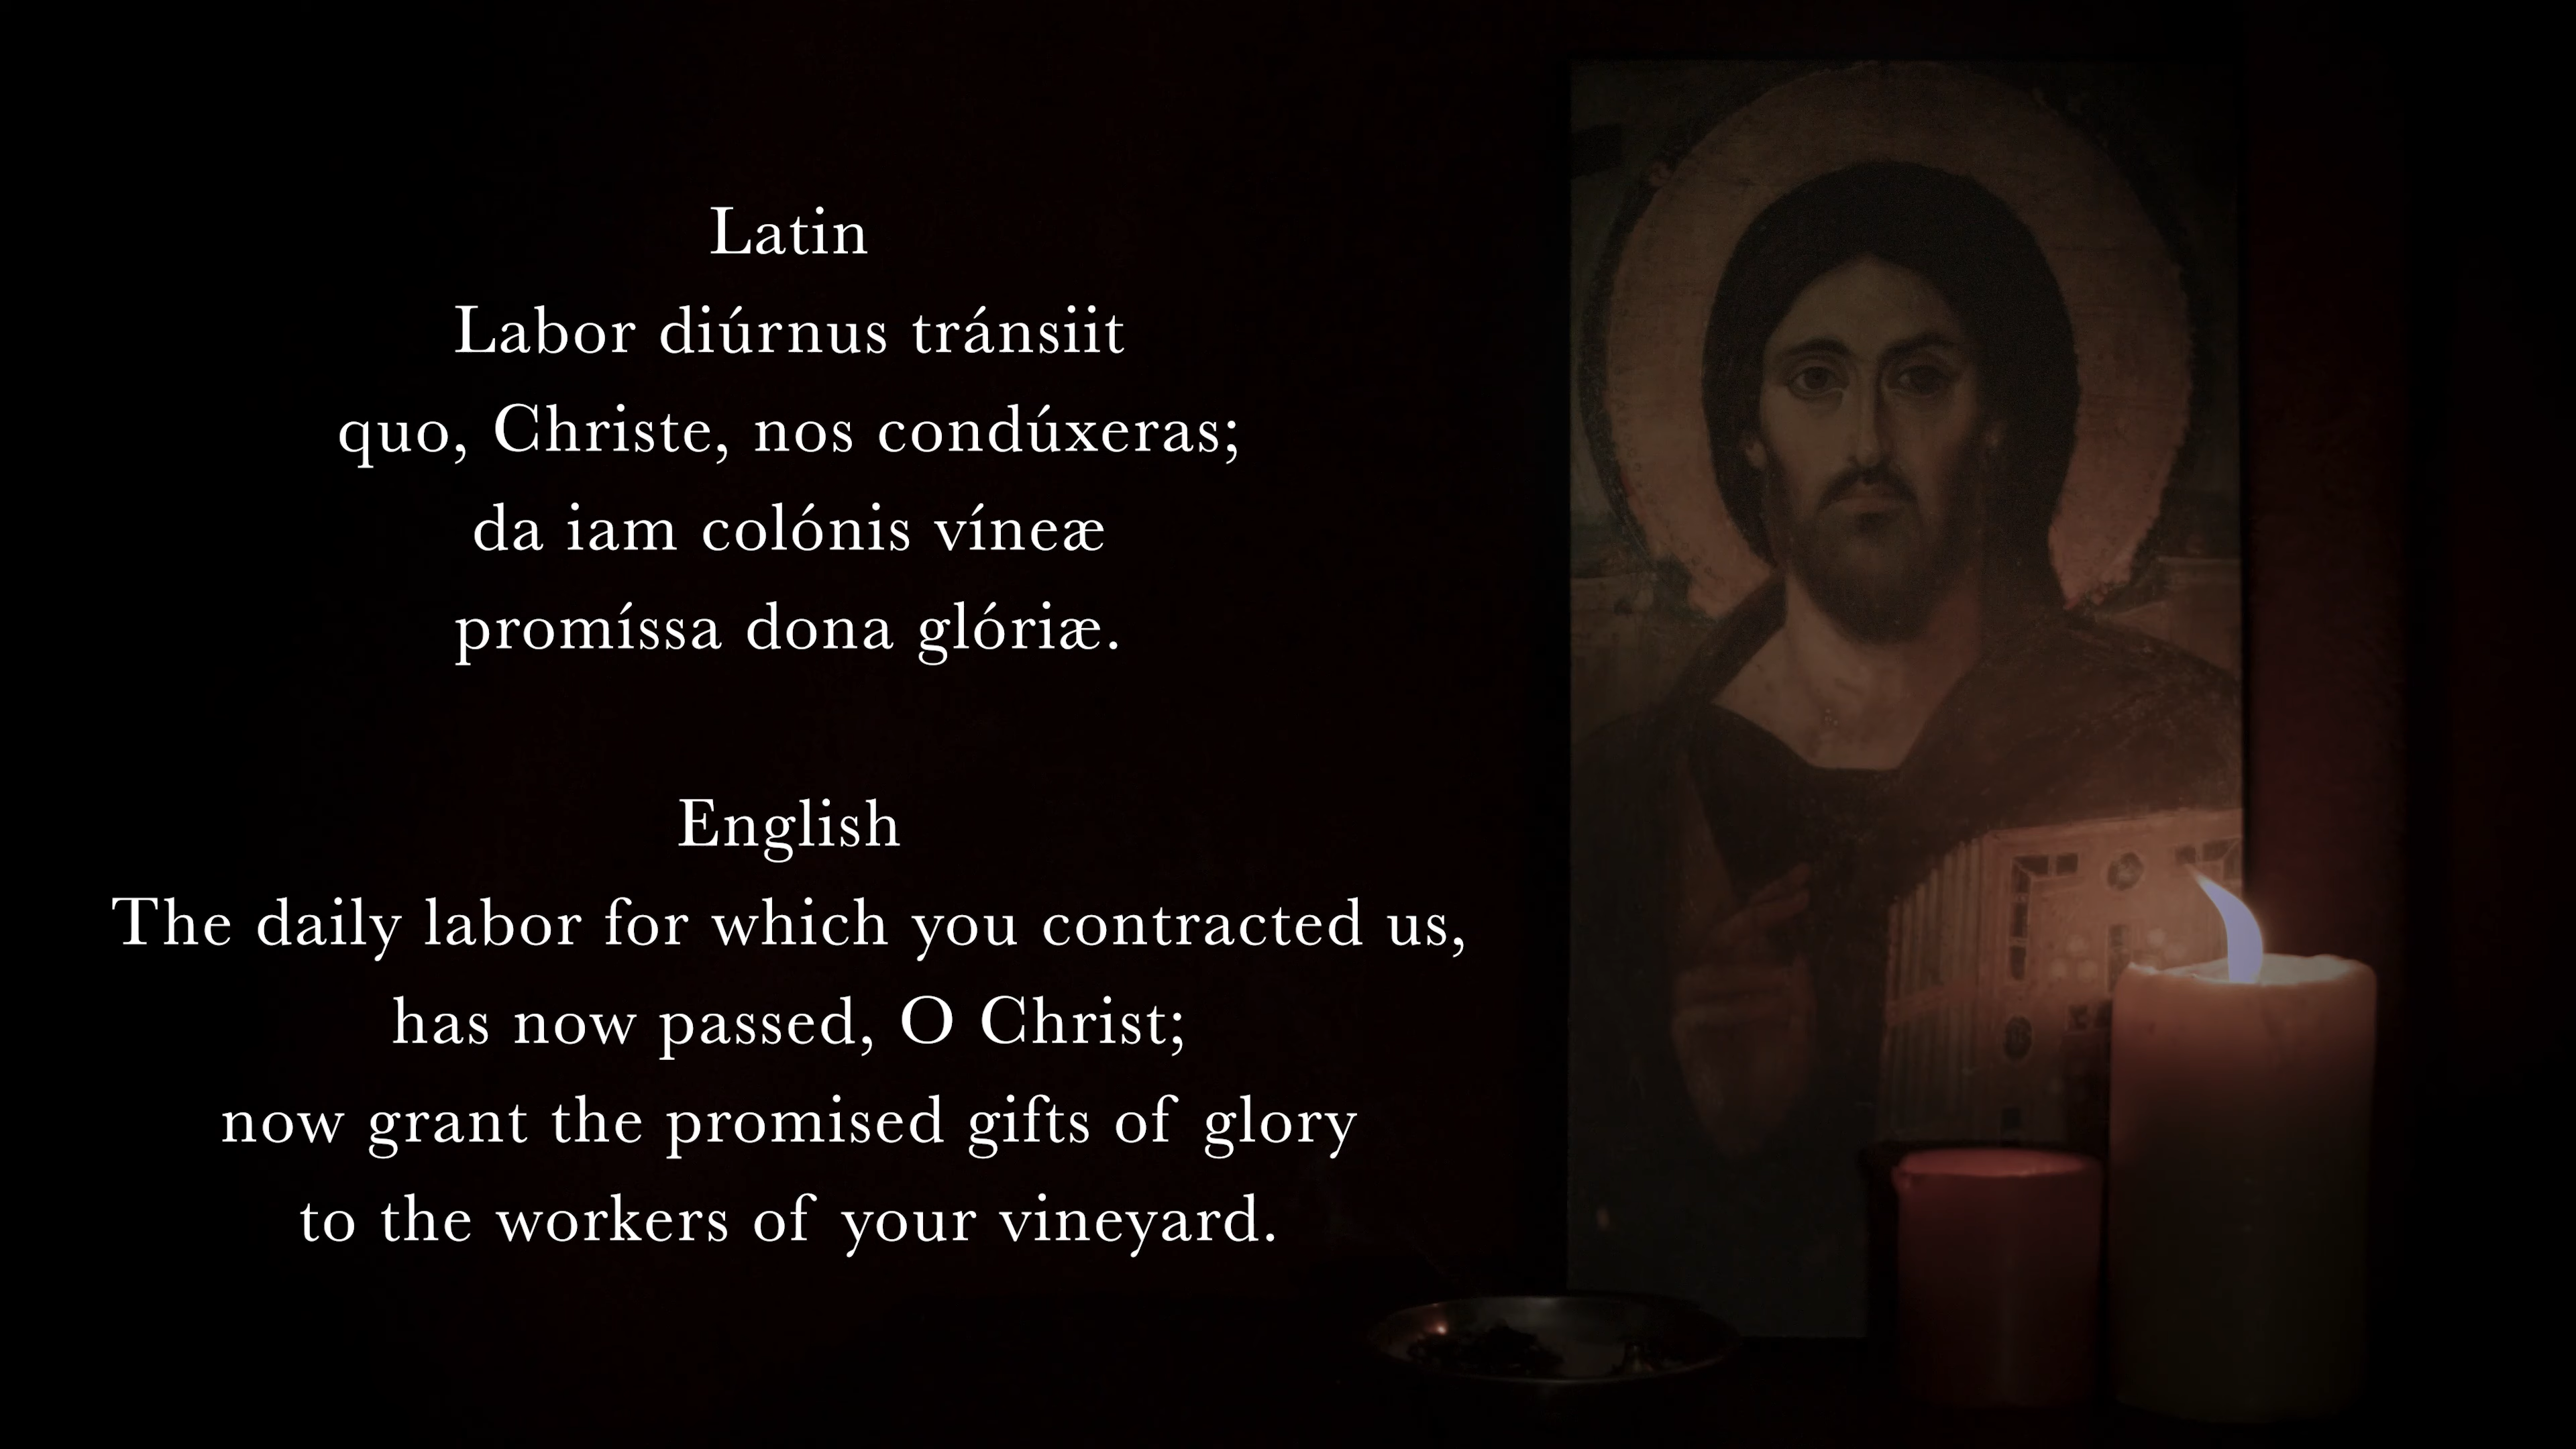 Latin
Labor diúrnus tránsiit
quo, Christe, nos condúxeras;
da iam colónis víneæ
promíssa dona glóriæ.
English
The daily labor for which you contracted us,
has now passed, O Christ;
now grant the promised gifts of glory
to the workers of your vineyard.